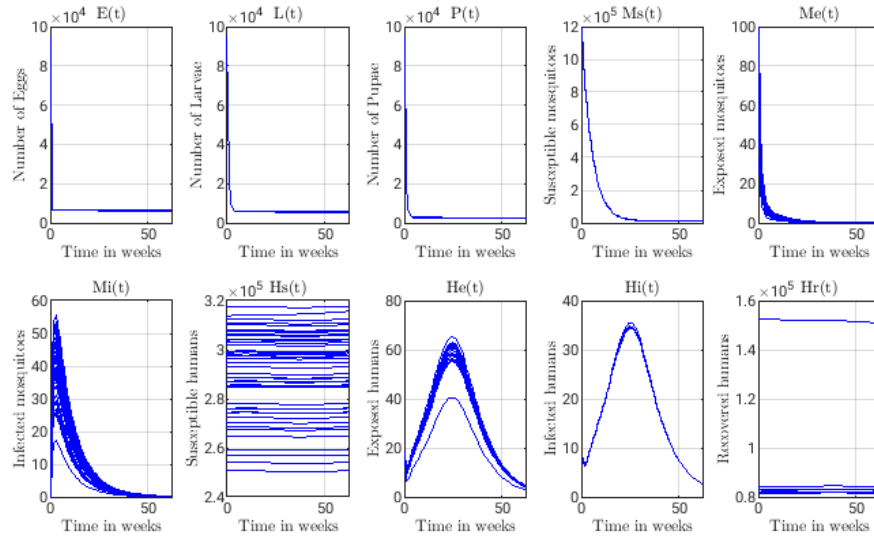 ×10⁴ E(t)
10
8
6
4
2
0
0 50
Number of Eggs
Time in weeks
×10⁴ L(t)
10
8
6
4
2
0
0 50
Number of Larvae
Time in weeks
×10⁴ P(t)
10
8
6
4
2
0
0 50
Number of Pupae
Time in weeks
×10⁵ Ms(t)
12
10
8
6
4
2
0
0 50
Susceptible mosquitoes
Time in weeks
Me(t)
100
80
60
40
20
0
0 50
Exposed mosquitoes
Time in weeks
Mi(t)
60
50
40
30
20
10
0
0 50
Infected mosquitoes
Time in weeks
×10⁵ Hs(t)
3.2
3
2.8
2.6
2.4
0 50
Susceptible humans
Time in weeks
He(t)
80
60
40
20
0
0 50
Exposed humans
Time in weeks
Hi(t)
40
30
20
10
0
0 50
Infected humans
Time in weeks
×10⁵ Hr(t)
1.6
1.4
1.2
1
0.8
0 50
Recovered humans
Time in weeks